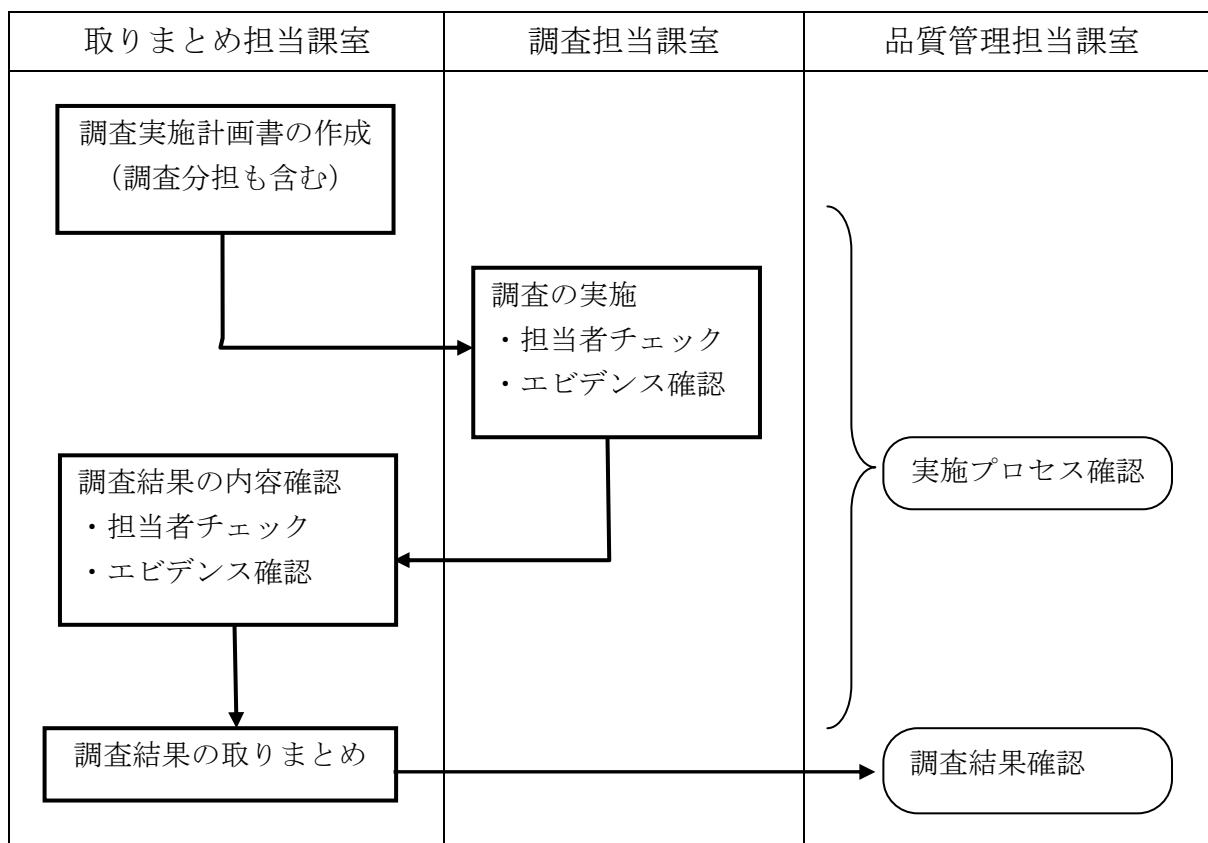 取りまとめ担当課室
調査担当課室
品質管理担当課室
調査実施計画書の作成
（調査分担も含む）
調査の実施
・担当者チェック
・エビデンス確認
調査結果の内容確認
・担当者チェック
・エビデンス確認
実施プロセス確認
調査結果の取りまとめ
調査結果確認